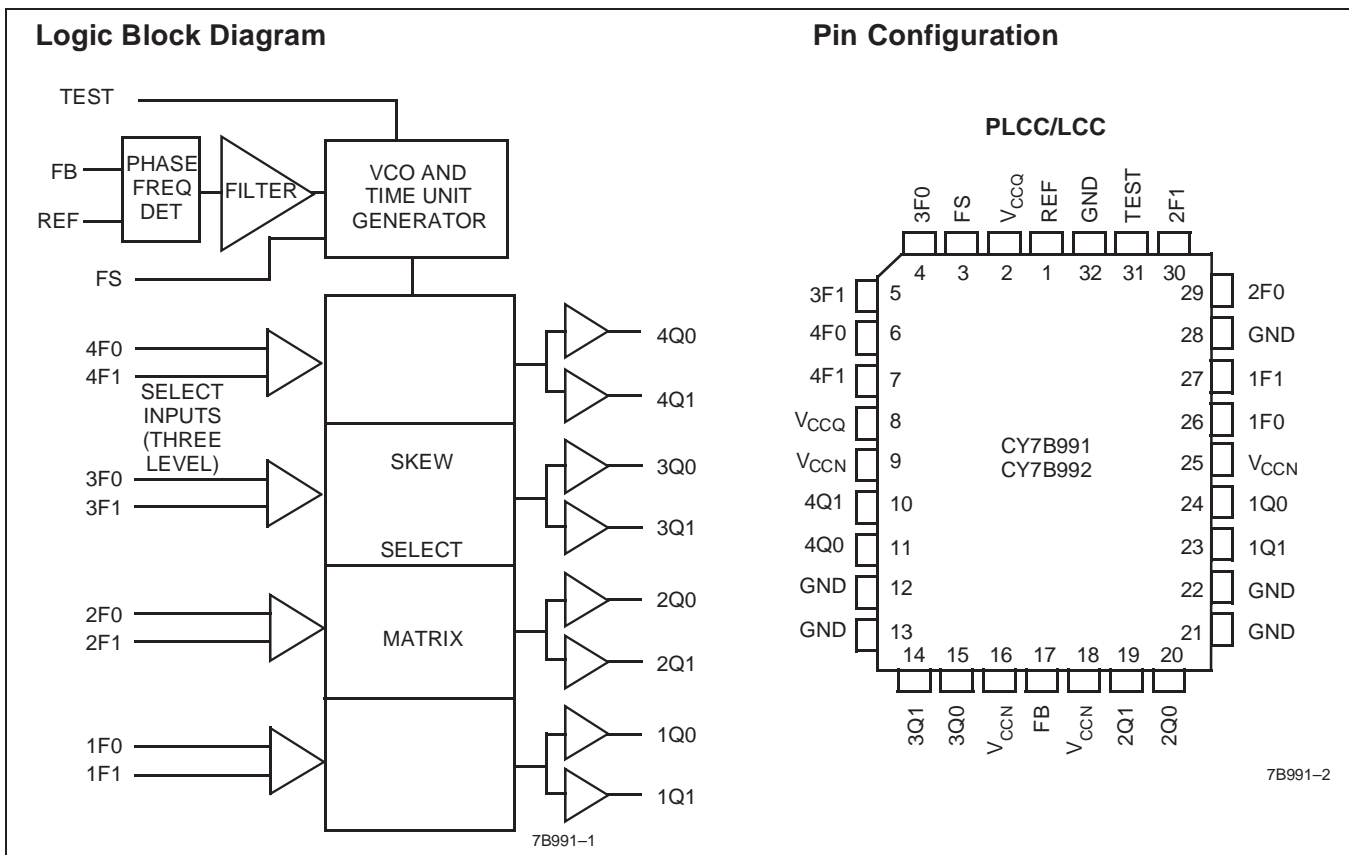 Logic Block Diagram
TEST
FB
REF
PHASE
FREQ
DET
FILTER
VCO AND
TIME UNIT
GENERATOR
FS
4F0
4F1
SELECT
INPUTS
(THREE
LEVEL)
3F0
3F1
2F0
2F1
1F0
1F1
SKEW
SELECT
MATRIX
4Q0
4Q1
3Q0
3Q1
2Q0
2Q1
1Q0
1Q1
7B991–1
Pin Configuration
PLCC/LCC
3F0
FS
VCCQ
REF
GND
TEST
2F1
4
3
2
1
32
31
30
3F1
4F0
4F1
VCCQ
VCCN
4Q1
4Q0
GND
GND
5
6
7
8
9
10
11
12
13
CY7B991
CY7B992
29
28
27
26
25
24
23
22
21
2F0
GND
1F1
1F0
VCCN
1Q0
1Q1
GND
GND
14
15
16
17
18
19
20
3Q1
3Q0
VCCN
FB
VCCN
2Q1
2Q0
7B991–2